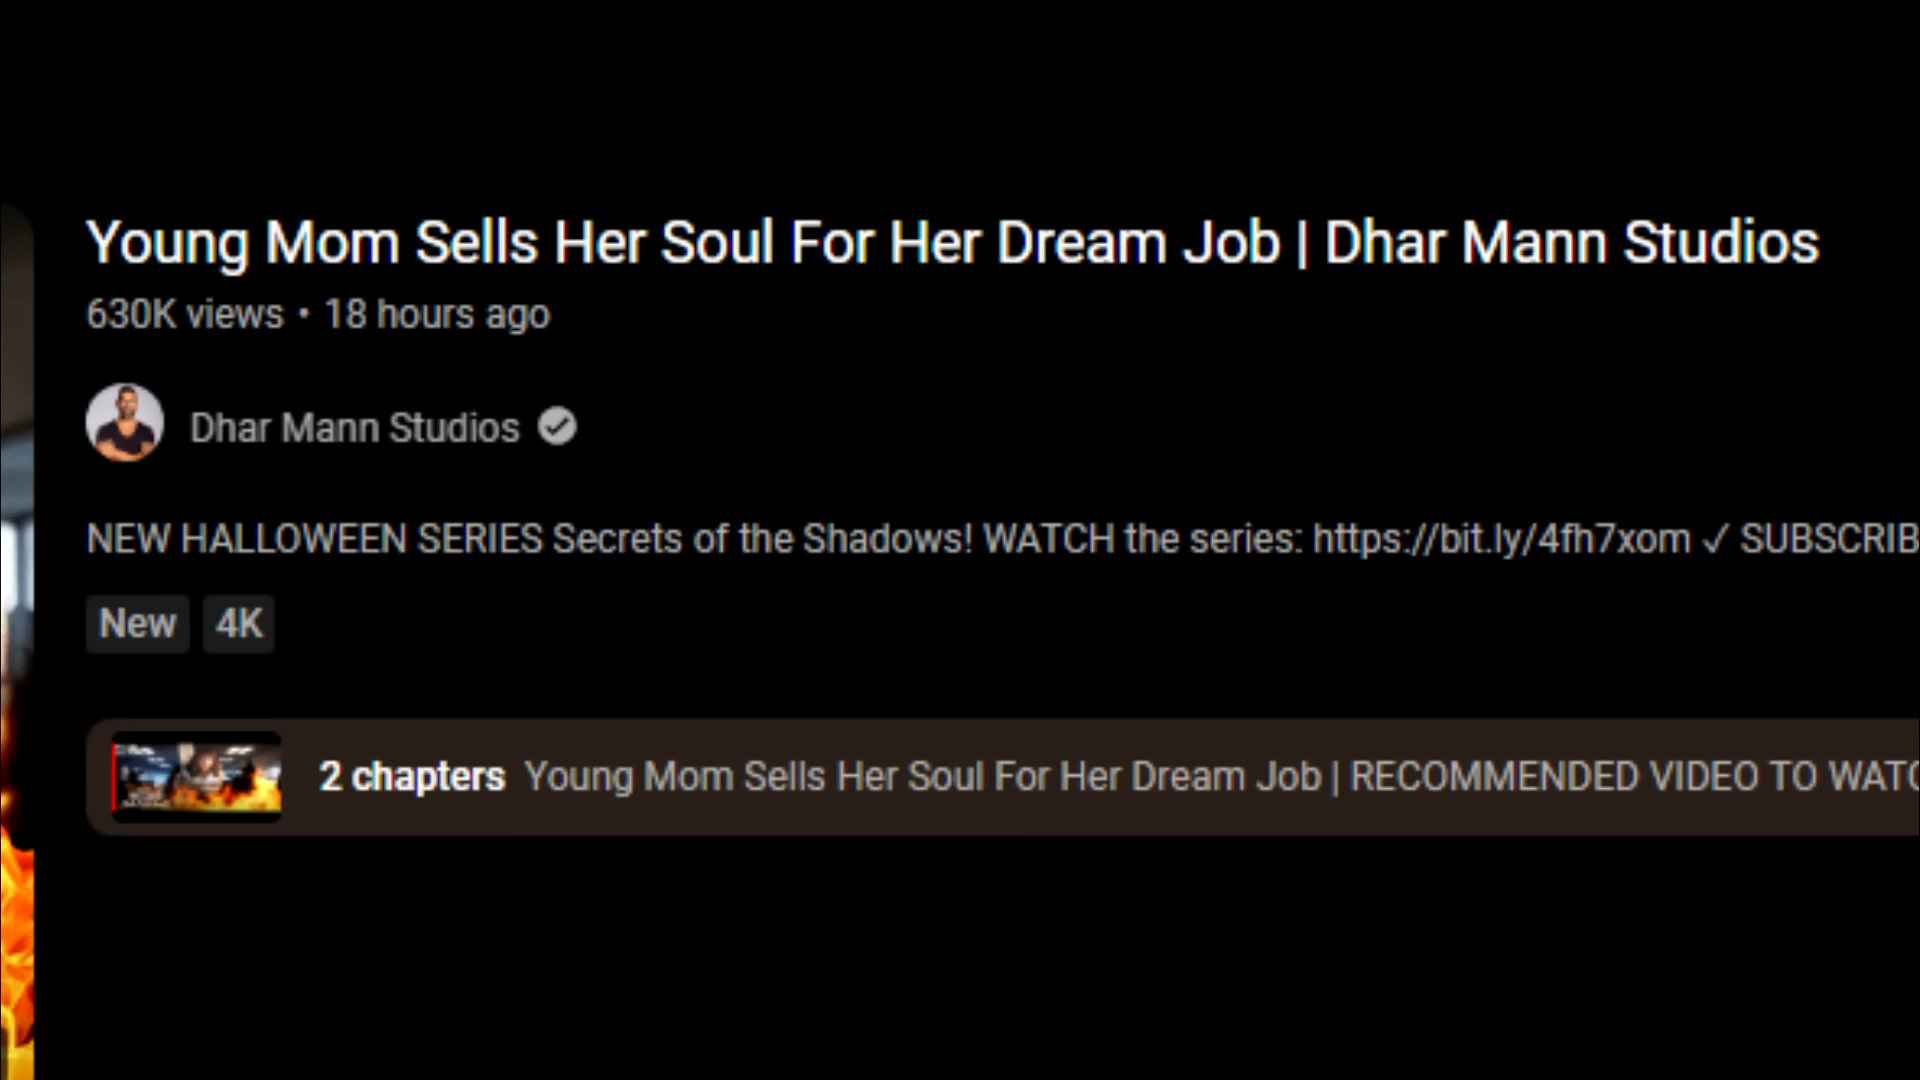 Young Mom Sells Her Soul For Her Dream Job | Dhar Mann Studios
630K views • 18 hours ago
Dhar Mann Studios
NEW HALLOWEEN SERIES Secrets of the Shadows! WATCH the series: https://bit.ly/4fh7xom ✓ SUBSCRIB
New 4K
2 chapters Young Mom Sells Her Soul For Her Dream Job | RECOMMENDED VIDEO TO WATC